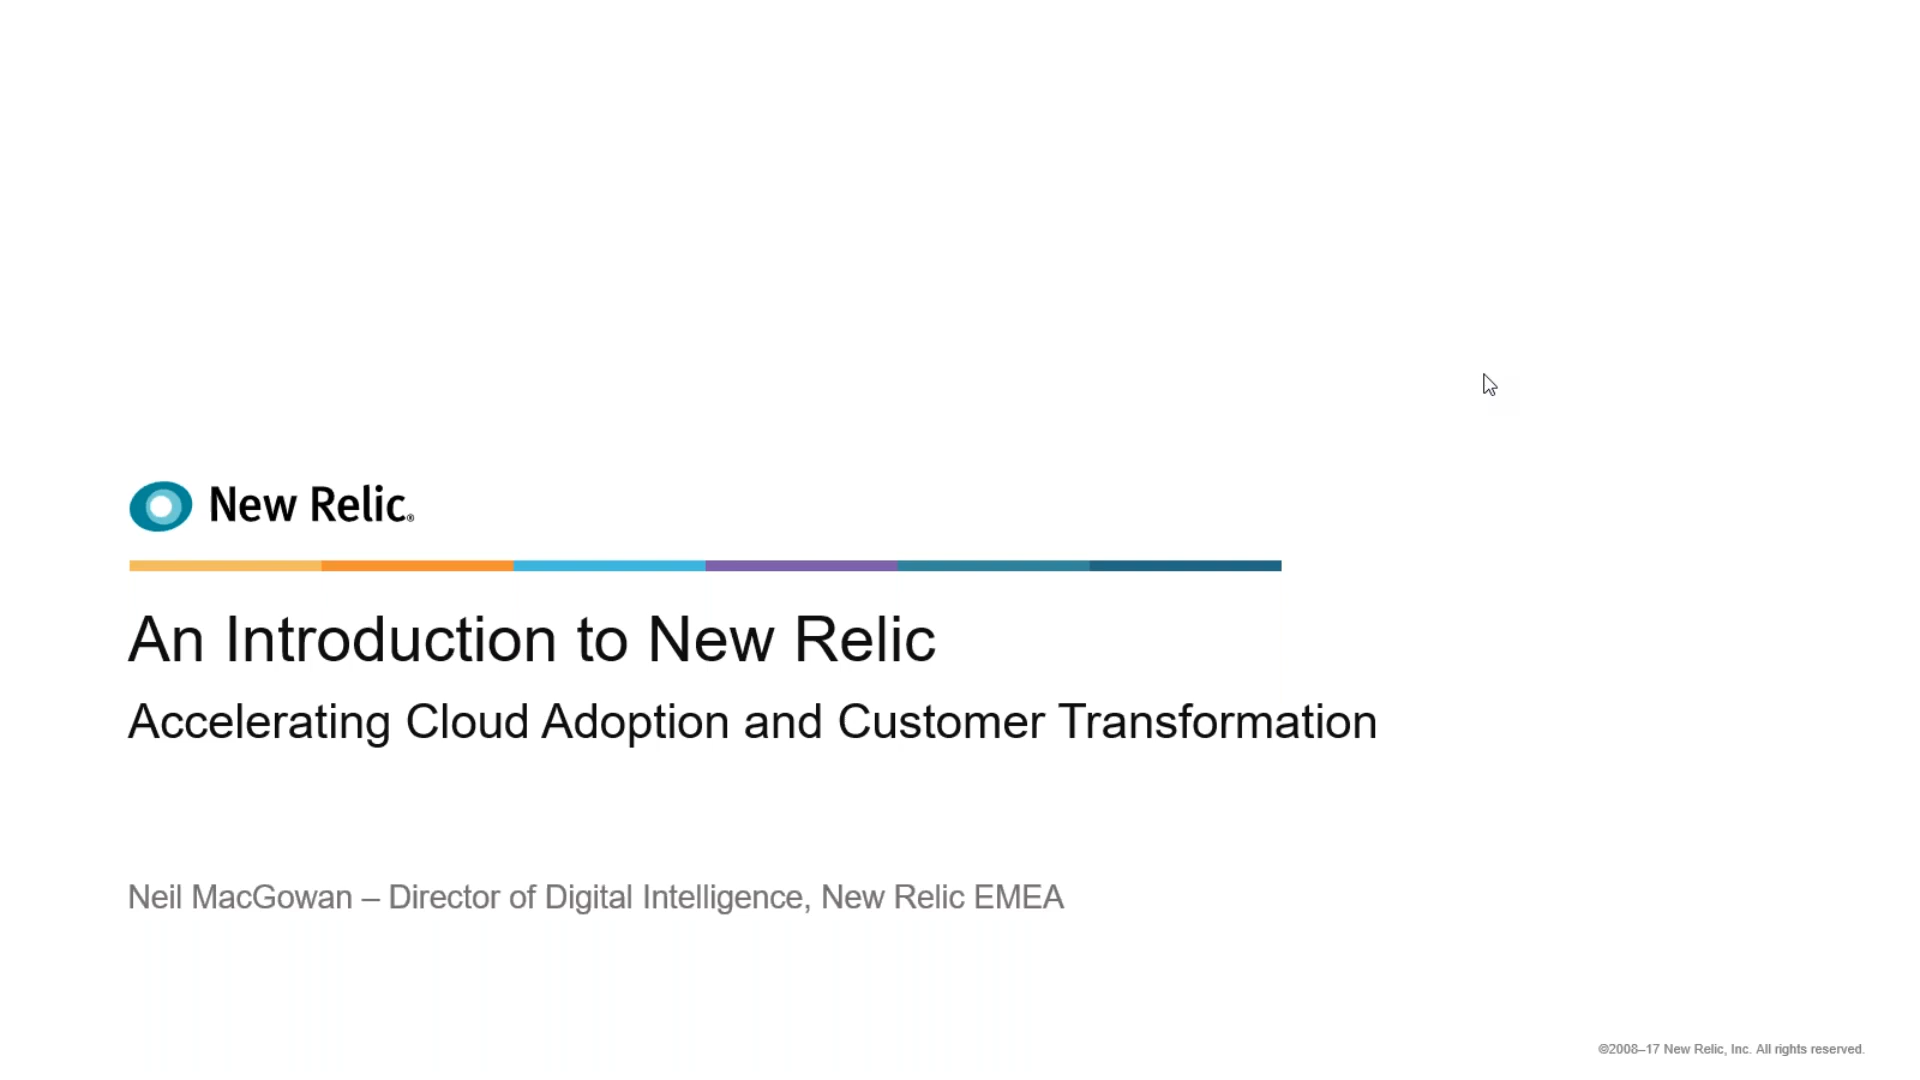 New Relic®
An Introduction to New Relic
Accelerating Cloud Adoption and Customer Transformation
Neil MacGowan – Director of Digital Intelligence, New Relic EMEA
©2008–17 New Relic, Inc. All rights reserved.